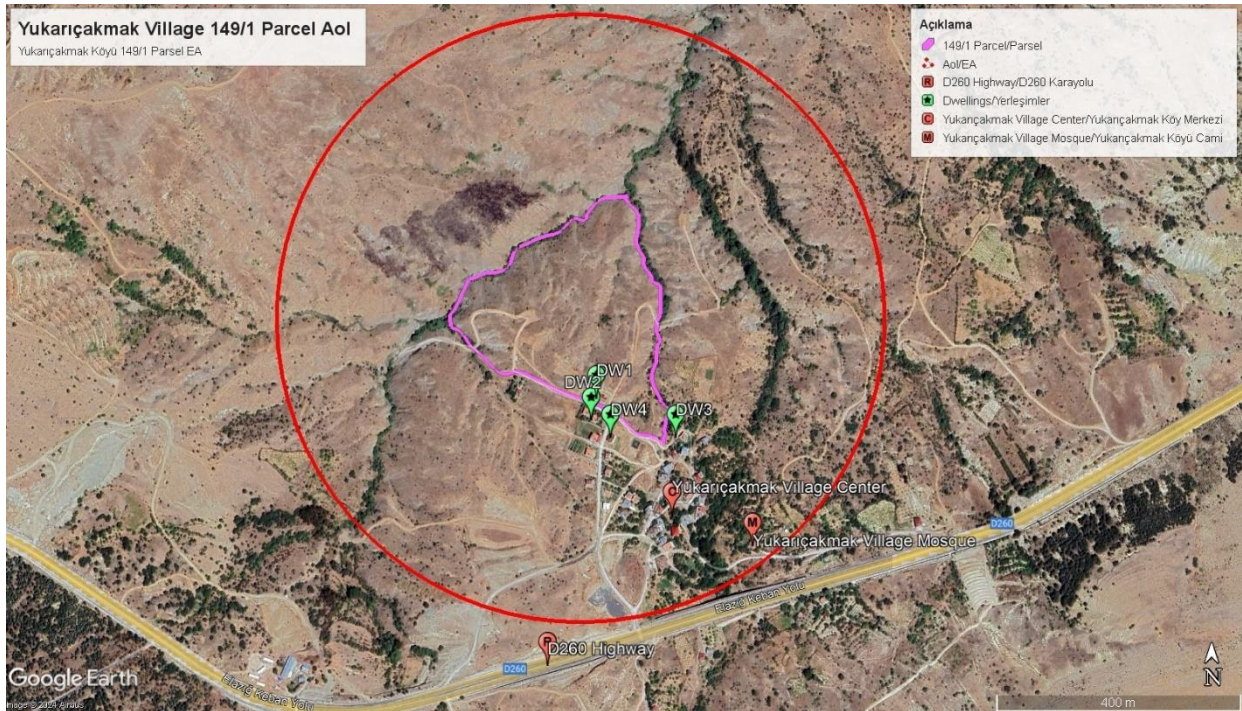 Yukarıçakmak Village 149/1 Parcel AoI
Yukarıçakmak Köyü 149/1 Parsel EA
Açıklama
149/1 Parcel/Parsel
AoI/EA
R D260 Highway/D260 Karayolu
Dwellings/Yerleşimler
C Yukarıçakmak Village Center/Yukarıçakmak Köy Merkezi
M Yukarıçakmak Village Mosque/Yukarıçakmak Köyü Cami
DW1
DW2
DW4
DW3
C
Yukarıçakmak Village Center
M
Yukarıçakmak Village Mosque
D260
Elazığ Keban Yolu
R
D260 Highway
D260
Elazığ Keban Yolu
Google Earth
Image © 2024 Airbus
N
400 m